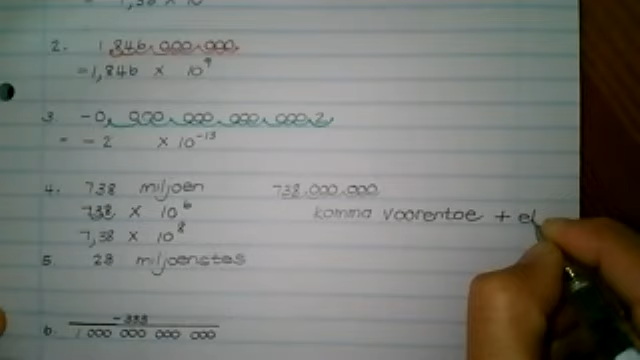 2. 1 846 000 000
= 1,846 x 10⁹
3. -0, 000 000 000 000 2
= -2 x 10⁻¹³
4. 738 miljoen 738 000 000
738 x 10⁶ komma voorentoe + el
7,38 x 10⁸
5 28 miljoenstes
6. -333
1 000 000 000 000